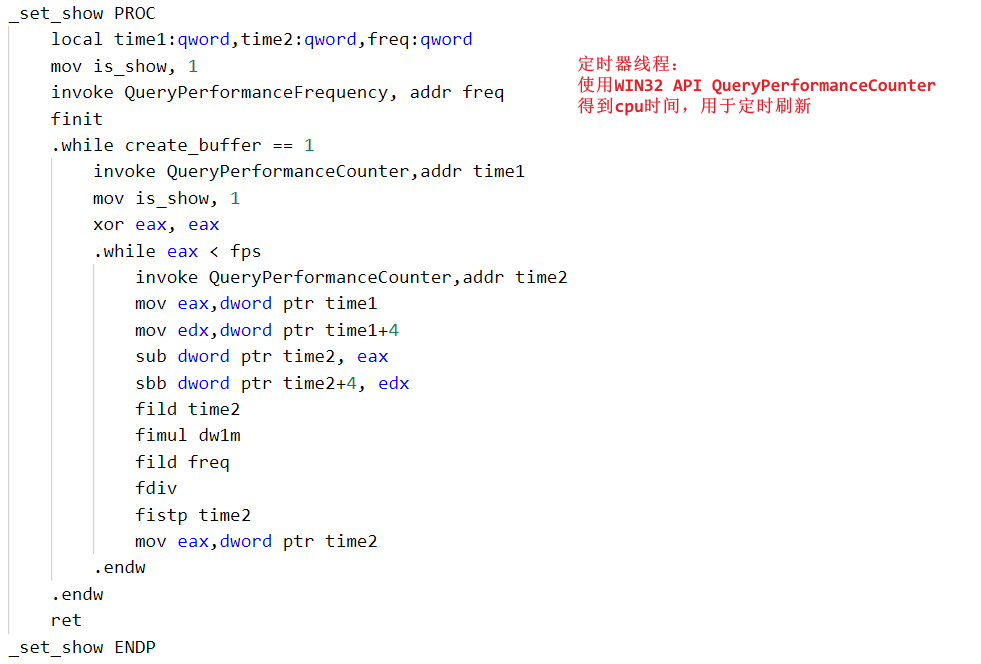 _set_show PROC
    local time1:qword,time2:qword,freq:qword
    mov is_show, 1
    invoke QueryPerformanceFrequency, addr freq
    finit
    .while create_buffer == 1
        invoke QueryPerformanceCounter,addr time1
        mov is_show, 1
        xor eax, eax
        .while eax < fps
            invoke QueryPerformanceCounter,addr time2
            mov eax,dword ptr time1
            mov edx,dword ptr time1+4
            sub dword ptr time2, eax
            sbb dword ptr time2+4, edx
            fild time2
            fimul dw1m
            fild freq
            fdiv
            fistp time2
            mov eax,dword ptr time2
        .endw
    .endw
    ret
_set_show ENDP
定时器线程：
使用WIN32 API QueryPerformanceCounter
得到cpu时间，用于定时刷新